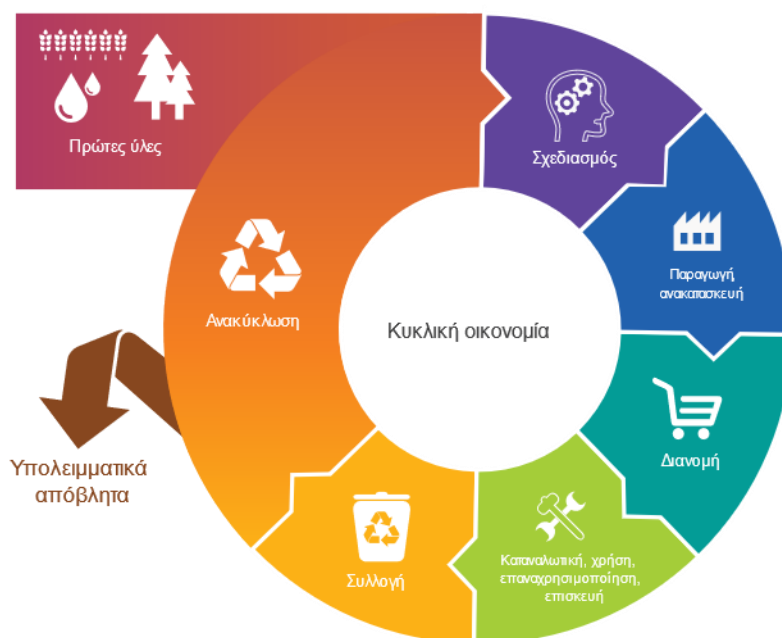 Πρώτες ύλες
Σχεδιασμός
Παραγωγή,
ανακατασκευή
Διανομή
Καταναλωτική, χρήση,
επαναχρησιμοποίηση,
επισκευή
Συλλογή
Ανακύκλωση
Υπολειμματικά
απόβλητα
Κυκλική οικονομία